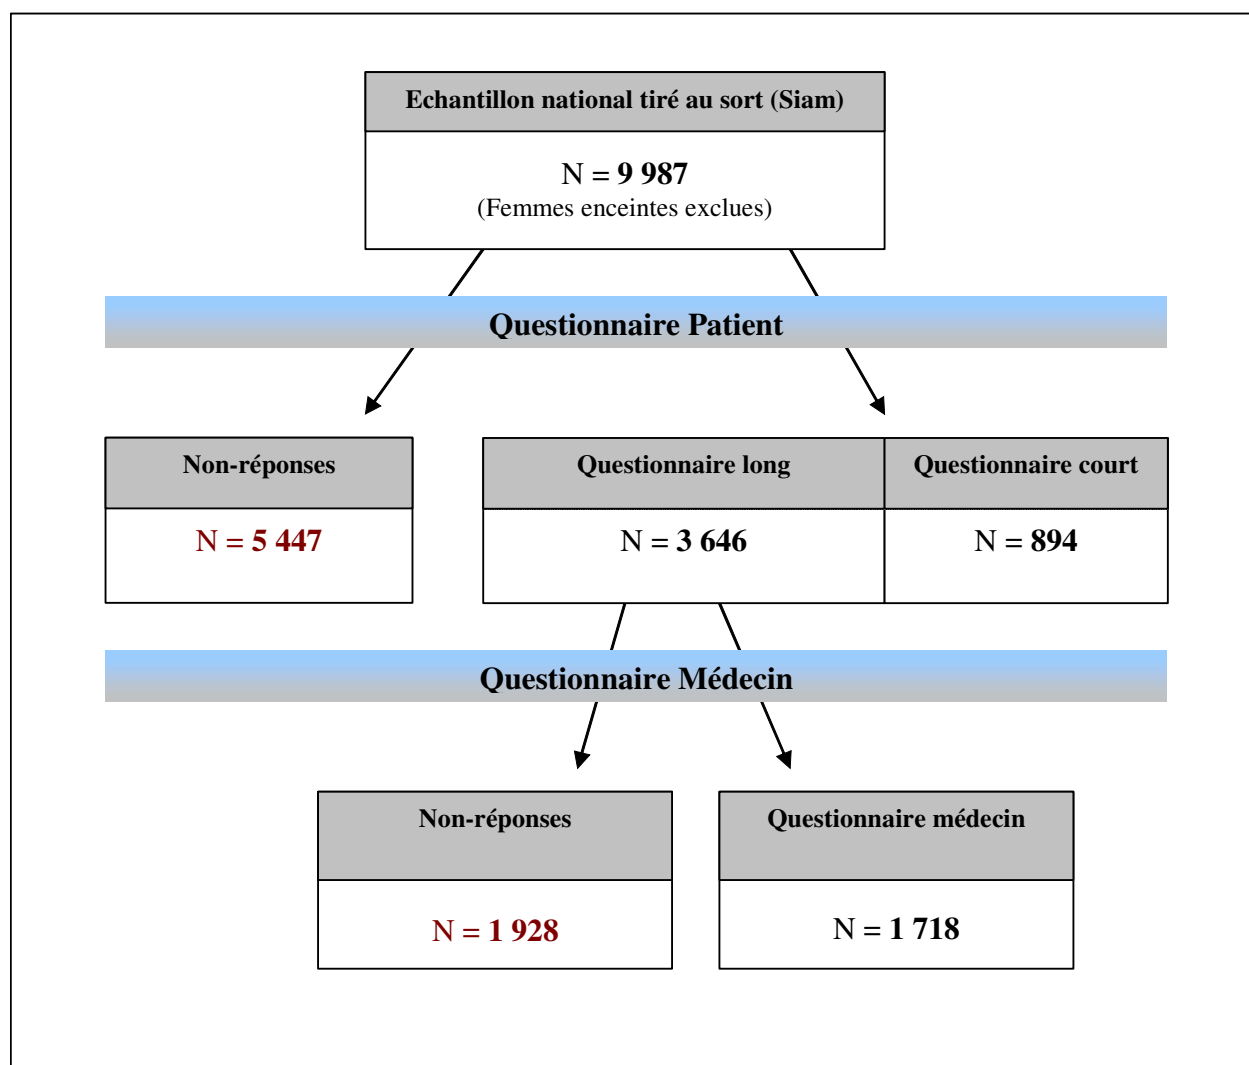 Echantillon national tiré au sort (Siam)
N = 9 987
(Femmes enceintes exclues)
Questionnaire Patient
Non-réponses
N = 5 447
Questionnaire long
N = 3 646
Questionnaire court
N = 894
Questionnaire Médecin
Non-réponses
N = 1 928
Questionnaire médecin
N = 1 718